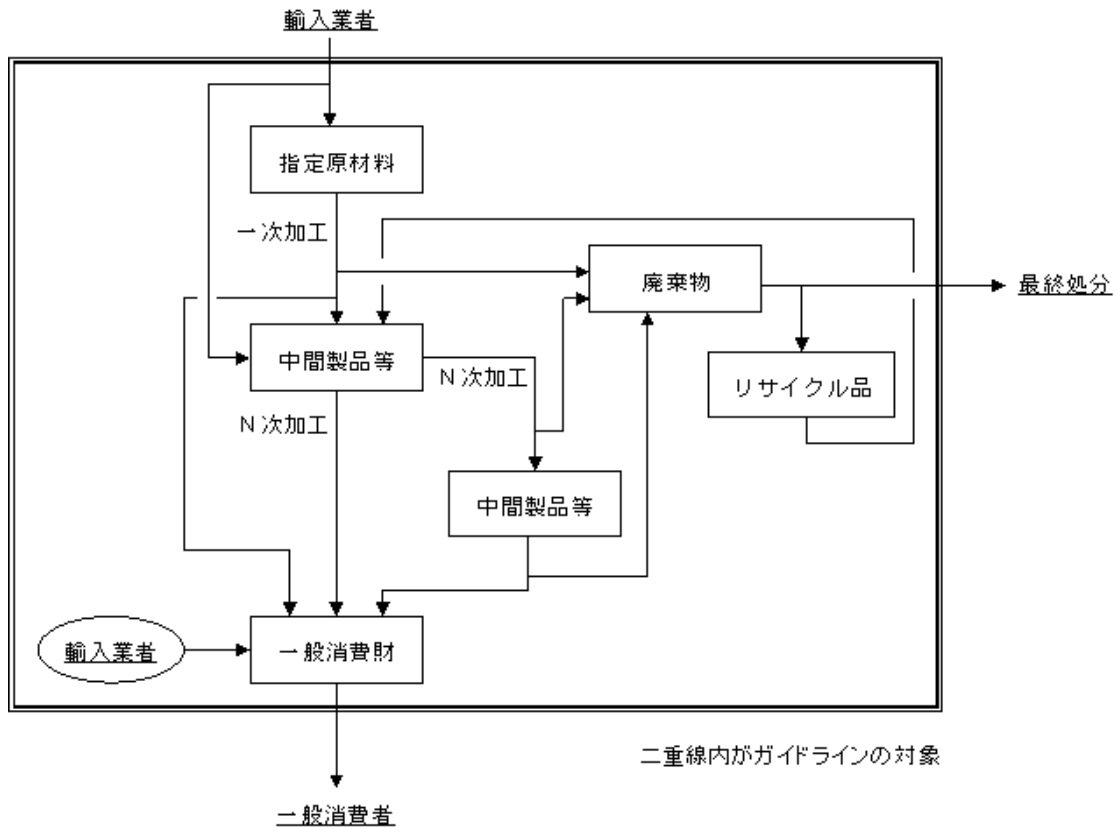 輸入業者
指定原材料
一次加工
廃棄物
最終処分
中間製品等
N次加工
リサイクル品
N次加工
中間製品等
輸入業者
一般消費財
二重線内がガイドラインの対象
一般消費者